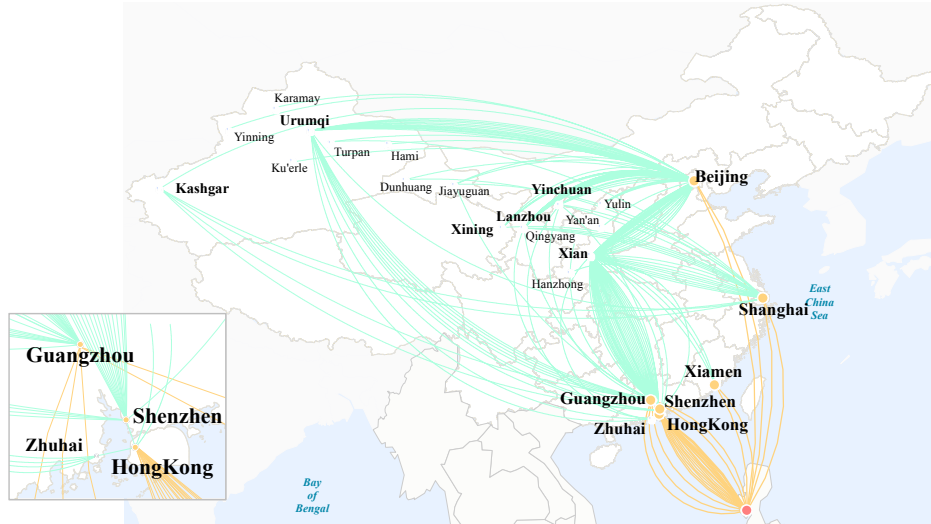 Karamay
Urumqi
Yinning
Turpan
Hami
Ku'erle
Kashgar
Dunhuang
Jiayuguan
Yinchuan
Beijing
Yulin
Lanzhou
Yan'an
Xining
Qingyang
Xian
Hanzhong
East
China
Sea
Shanghai
Xiamen
Guangzhou
Shenzhen
HongKong
Zhuhai
Guangzhou
Shenzhen
Zhuhai
HongKong
Bay
of
Bengal